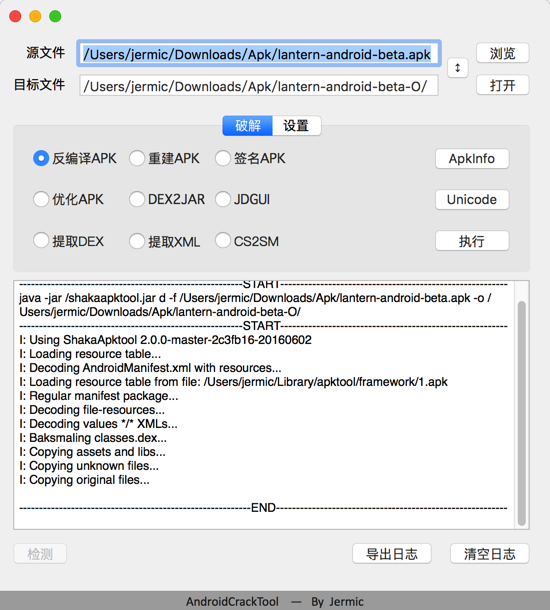 源文件 /Users/jermic/Downloads/Apk/lantern-android-beta.apk 浏览
目标文件 /Users/jermic/Downloads/Apk/lantern-android-beta-O/ 打开
破解 设置
反编译APK 重建APK 签名APK ApkInfo
优化APK DEX2JAR JDGUI Unicode
提取DEX 提取XML CS2SM 执行
--------------------------------------------------------START----------------------------------------------------------
java -jar /shakaapktool.jar d -f /Users/jermic/Downloads/Apk/lantern-android-beta.apk -o /
Users/jermic/Downloads/Apk/lantern-android-beta-O/
--------------------------------------------------------START----------------------------------------------------------
I: Using ShakaApktool 2.0.0-master-2c3fb16-20160602
I: Loading resource table...
I: Decoding AndroidManifest.xml with resources...
I: Loading resource table from file: /Users/jermic/Library/apktool/framework/1.apk
I: Regular manifest package...
I: Decoding file-resources...
I: Decoding values */* XMLs...
I: Baksmaling classes.dex...
I: Copying assets and libs...
I: Copying unknown files...
I: Copying original files...
----------------------------------------------------------END----------------------------------------------------------
检测 导出日志 清空日志
AndroidCrackTool — By Jermic